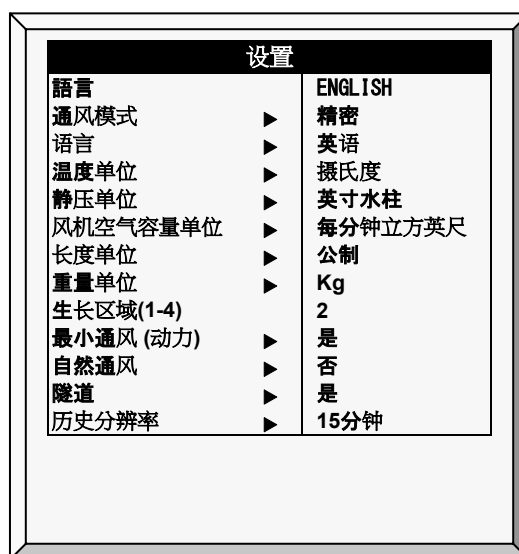 设置
語言 ENGLISH
通风模式 ▶ 精密
语言 ▶ 英语
温度单位 ▶ 摄氏度
静压单位 ▶ 英寸水柱
风机空气容量单位 ▶ 每分钟立方英尺
长度单位 ▶ 公制
重量单位 ▶ Kg
生长区域(1-4) 2
最小通风 (动力) ▶ 是
自然通风 ▶ 否
隧道 ▶ 是
历史分辨率 ▶ 15分钟